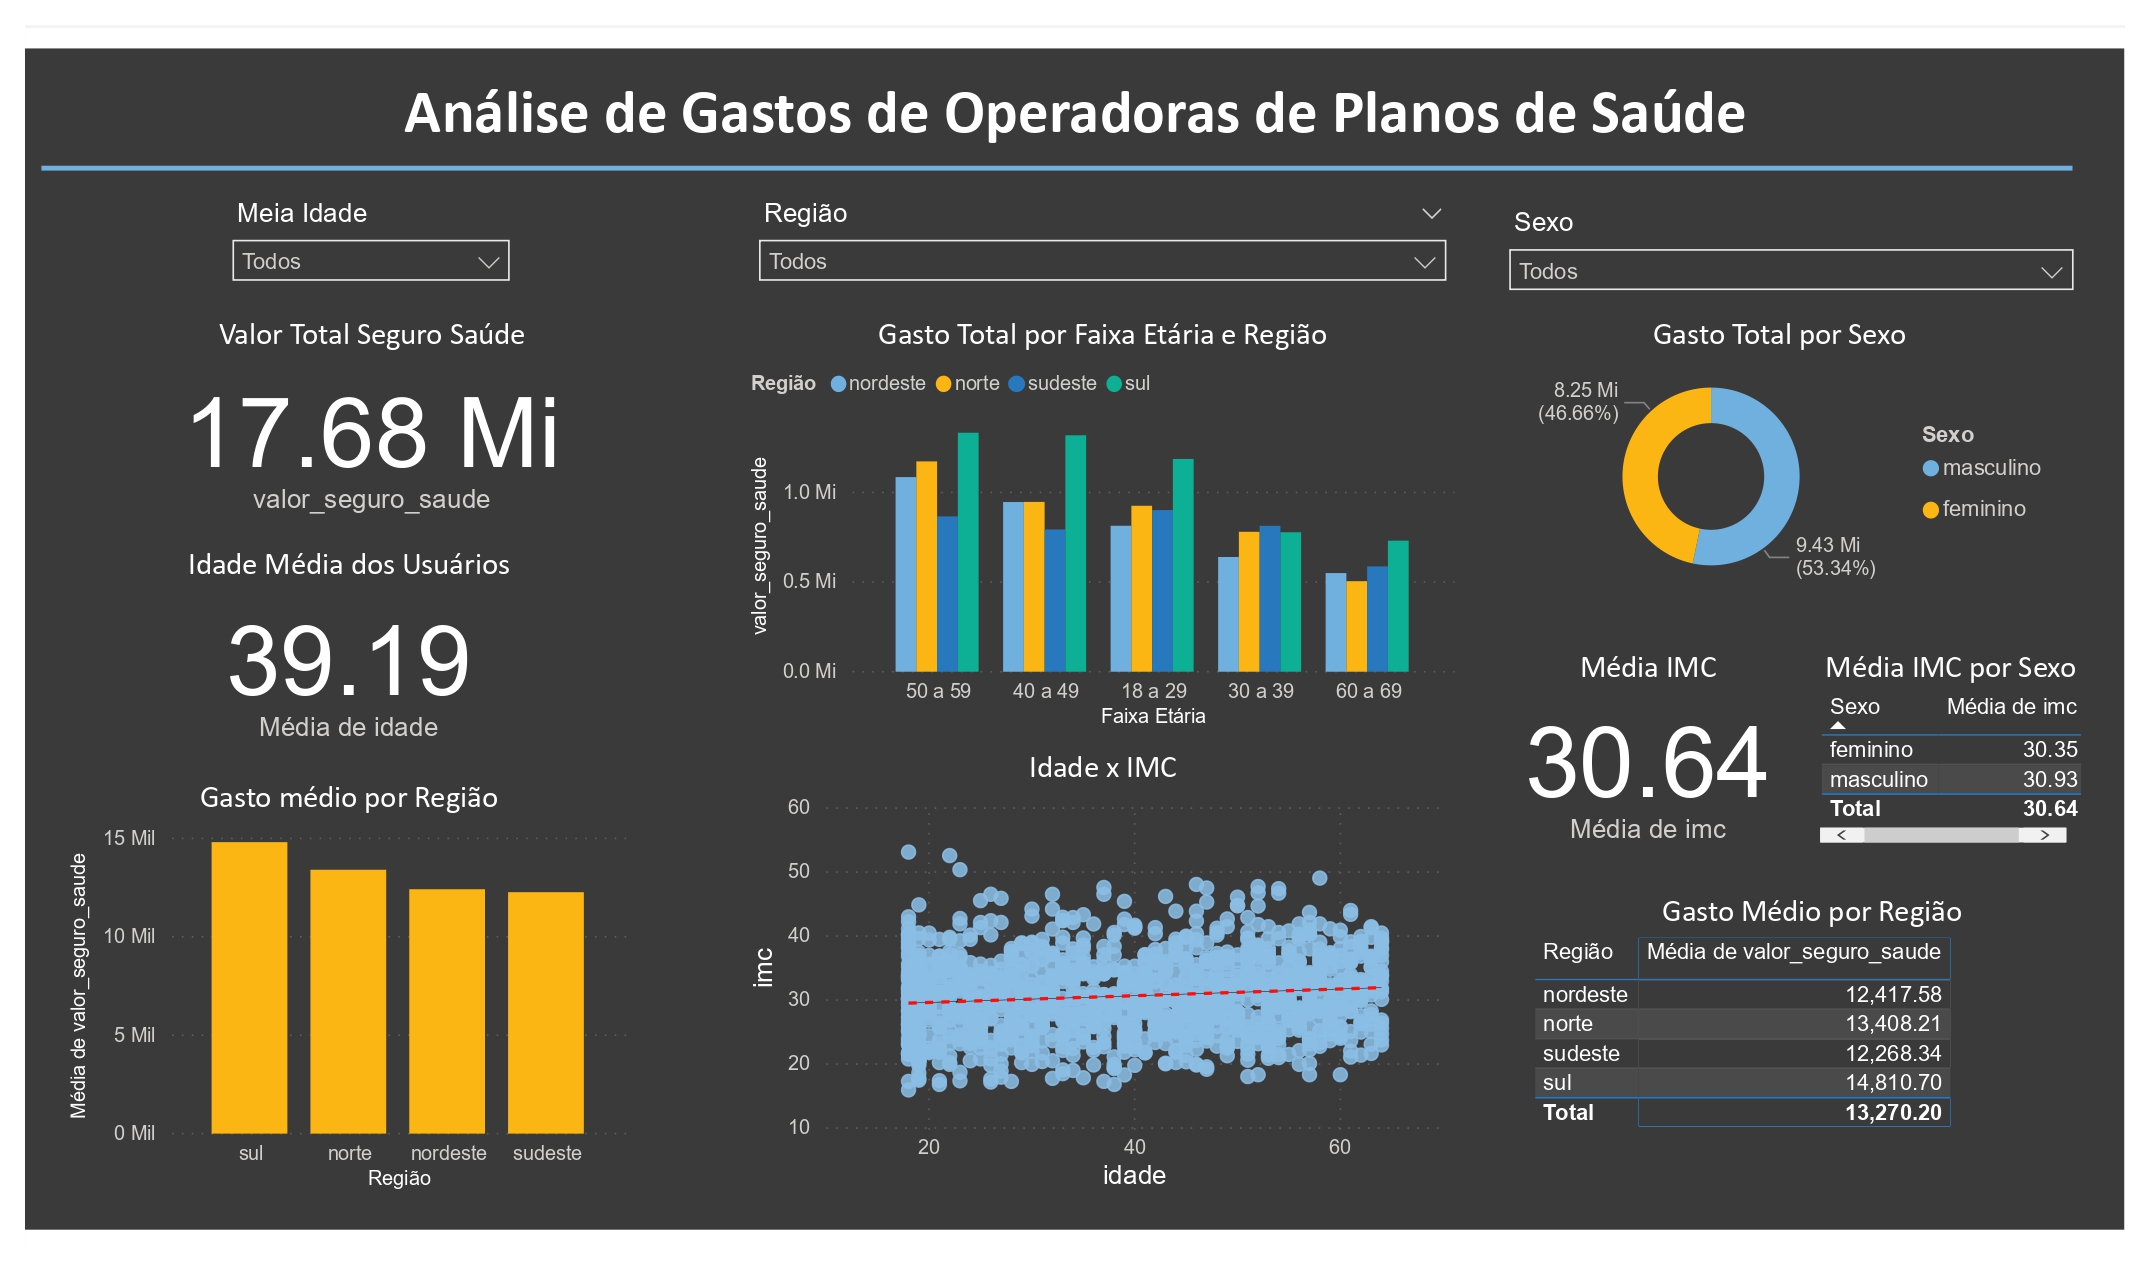 Análise de Gastos de Operadoras de Planos de Saúde
Meia Idade
Todos
Região
Todos
Sexo
Todos
Valor Total Seguro Saúde
17.68 Mi
valor_seguro_saude
Idade Média dos Usuários
39.19
Média de idade
Gasto médio por Região
Média de valor_seguro_saude
15 Mil
10 Mil
5 Mil
0 Mil
sul norte nordeste sudeste
Região
Gasto Total por Faixa Etária e Região
Região nordeste norte sudeste sul
valor_seguro_saude
1.0 Mi
0.5 Mi
0.0 Mi
50 a 59 40 a 49 18 a 29 30 a 39 60 a 69
Faixa Etária
Idade x IMC
imc
60
50
40
30
20
10
20 40 60
idade
Gasto Total por Sexo
8.25 Mi
(46.66%)
9.43 Mi
(53.34%)
Sexo
masculino
feminino
Média IMC
30.64
Média de imc
Média IMC por Sexo
Sexo Média de imc
feminino 30.35
masculino 30.93
Total 30.64
Gasto Médio por Região
Região Média de valor_seguro_saude
nordeste 12,417.58
norte 13,408.21
sudeste 12,268.34
sul 14,810.70
Total 13,270.20